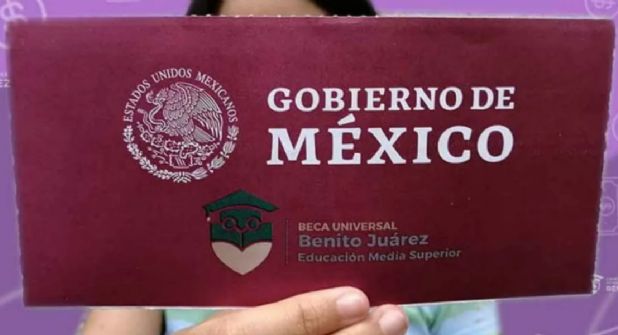 ESTADOS UNIDOS MEXICANOS
GOBIERNO DE
MÉXICO
BECA UNIVERSAL
Benito Juárez
Educación Media Superior